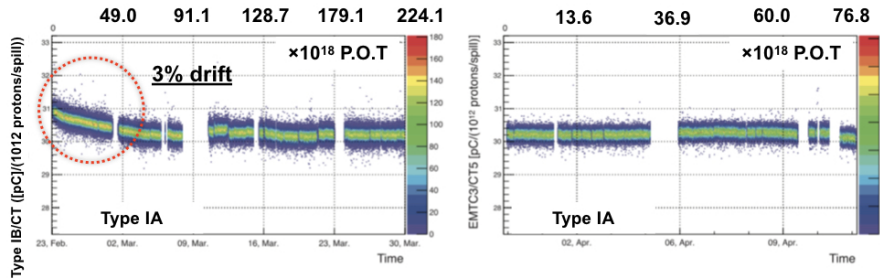 49.0 91.1 128.7 179.1 224.1
×10¹⁸ P.O.T
3% drift
Type IA
Type IB/CT ([pC]/(1012 protons/spill))
0
33
32
31
30
29
28
180
160
140
120
100
80
60
40
20
0
23, Feb. 02, Mar. 09, Mar. 16, Mar. 23, Mar. 30, Mar.
Time
13.6 36.9 60.0 76.8
×10¹⁸ P.O.T
Type IA
EMTC3/CT5 [pC/(10¹² protons/spill)]
0
33
32
31
30
29
28
02, Apr. 06, Apr. 09, Apr.
Time